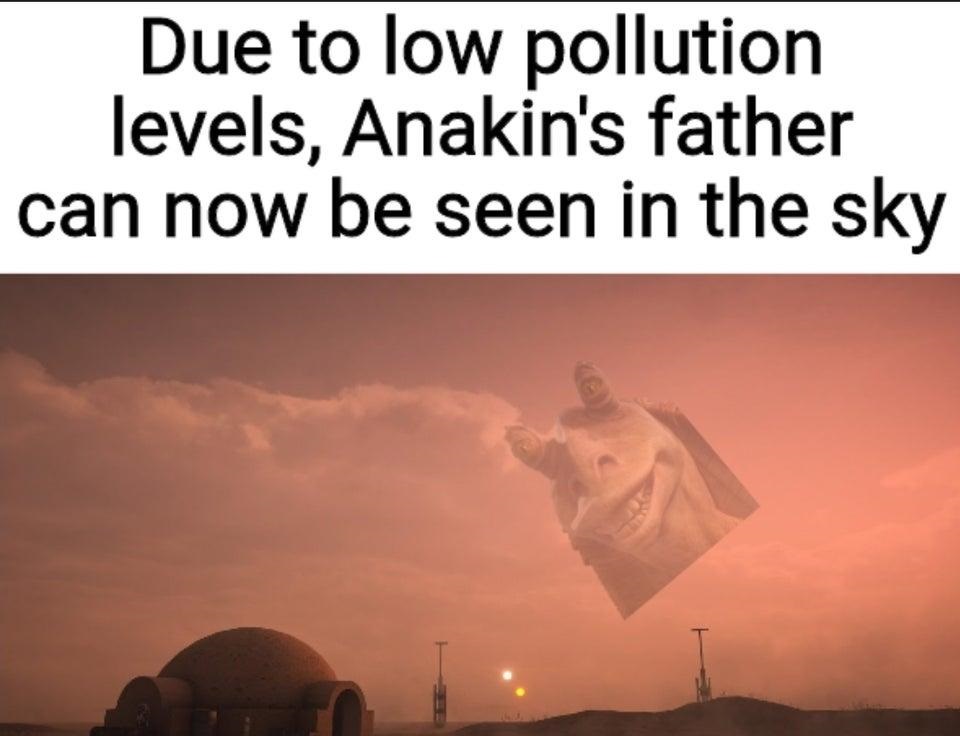 Due to low pollution
levels, Anakin's father
can now be seen in the sky